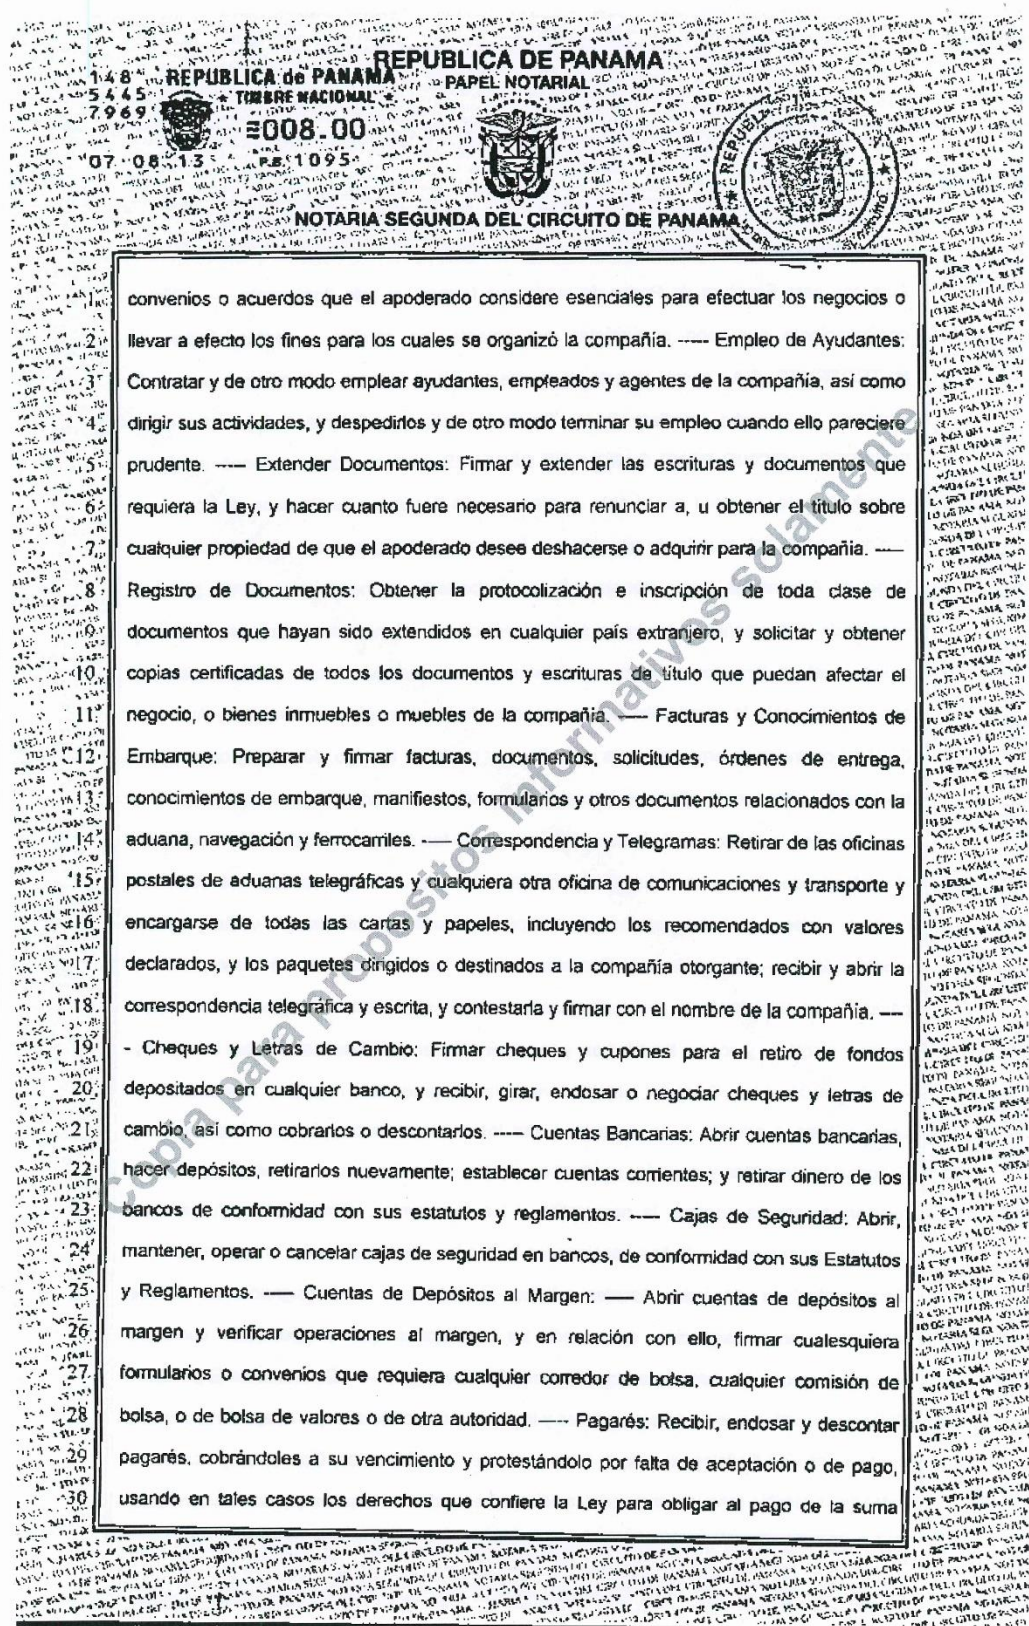 REPUBLICA DE PANAMA
PAPEL NOTARIAL
148
5445
7969
REPUBLICA de PANAMA
TIMBRE NACIONAL
≡008.00
07 08 13
P.B. 1095
NOTARIA SEGUNDA DEL CIRCUITO DE PANAMA
1 convenios o acuerdos que el apoderado considere esenciales para efectuar los negocios o
2 llevar a efecto los fines para los cuales se organizó la compañía. ----- Empleo de Ayudantes:
3 Contratar y de otro modo emplear ayudantes, empleados y agentes de la compañía, así como
4 dirigir sus actividades, y despedirlos y de otro modo terminar su empleo cuando ello pareciere
5 prudente. ---- Extender Documentos: Firmar y extender las escrituras y documentos que
6 requiera la Ley, y hacer cuanto fuere necesario para renunciar a, u obtener el título sobre
7 cualquier propiedad de que el apoderado desee deshacerse o adquirir para la compañía. ----
8 Registro de Documentos: Obtener la protocolización e inscripción de toda clase de
9 documentos que hayan sido extendidos en cualquier país extranjero, y solicitar y obtener
10 copias certificadas de todos los documentos y escrituras de título que puedan afectar el
11 negocio, o bienes inmuebles o muebles de la compañía. ---- Facturas y Conocimientos de
12 Embarque: Preparar y firmar facturas, documentos, solicitudes, órdenes de entrega,
13 conocimientos de embarque, manifiestos, formularios y otros documentos relacionados con la
14 aduana, navegación y ferrocarriles. ---- Correspondencia y Telegramas: Retirar de las oficinas
15 postales de aduanas telegráficas y cualquiera otra oficina de comunicaciones y transporte y
16 encargarse de todas las cartas y papeles, incluyendo los recomendados con valores
17 declarados, y los paquetes dirigidos o destinados a la compañía otorgante; recibir y abrir la
18 correspondencia telegráfica y escrita, y contestarla y firmar con el nombre de la compañía. ---
19 - Cheques y Letras de Cambio: Firmar cheques y cupones para el retiro de fondos
20 depositados en cualquier banco, y recibir, girar, endosar o negociar cheques y letras de
21 cambio, así como cobrarlos o descontarlos. ---- Cuentas Bancarias: Abrir cuentas bancarias,
22 hacer depósitos, retirarlos nuevamente; establecer cuentas corrientes; y retirar dinero de los
23 bancos de conformidad con sus estatutos y reglamentos. ---- Cajas de Seguridad: Abrir,
24 mantener, operar o cancelar cajas de seguridad en bancos, de conformidad con sus Estatutos
25 y Reglamentos. ---- Cuentas de Depósitos al Margen: ---- Abrir cuentas de depósitos al
26 margen y verificar operaciones al margen, y en relación con ello, firmar cualesquiera
27 formularios o convenios que requiera cualquier corredor de bolsa, cualquier comisión de
28 bolsa, o de bolsa de valores o de otra autoridad. ---- Pagarés: Recibir, endosar y descontar
29 pagarés, cobrándoles a su vencimiento y protestándolo por falta de aceptación o de pago,
30 usando en tales casos los derechos que confiere la Ley para obligar al pago de la suma
Copia para propositos informativos solamente